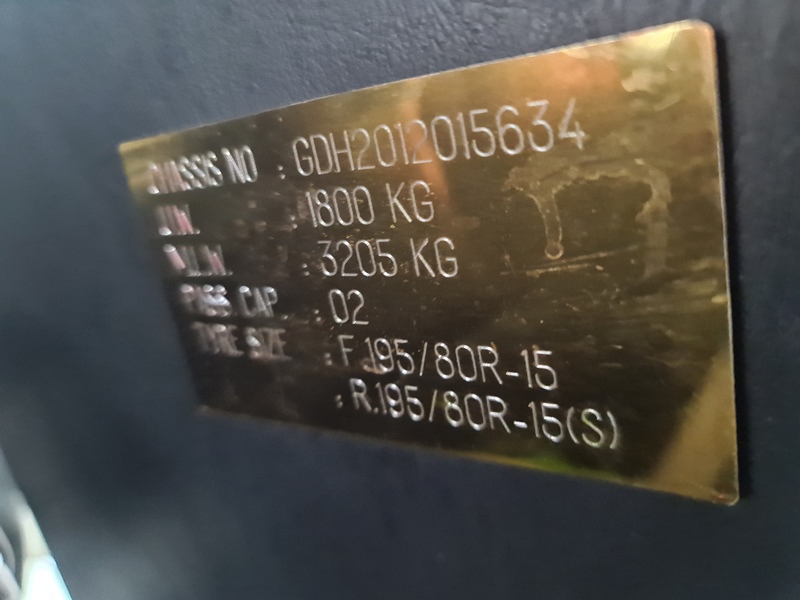 CHASSIS NO : GDH2012015634
U.W. : 1800 KG
M.L.W. : 3205 KG
PASS CAP : 02
TYRE SIZE : F.195/80R-15
: R.195/80R-15(S)